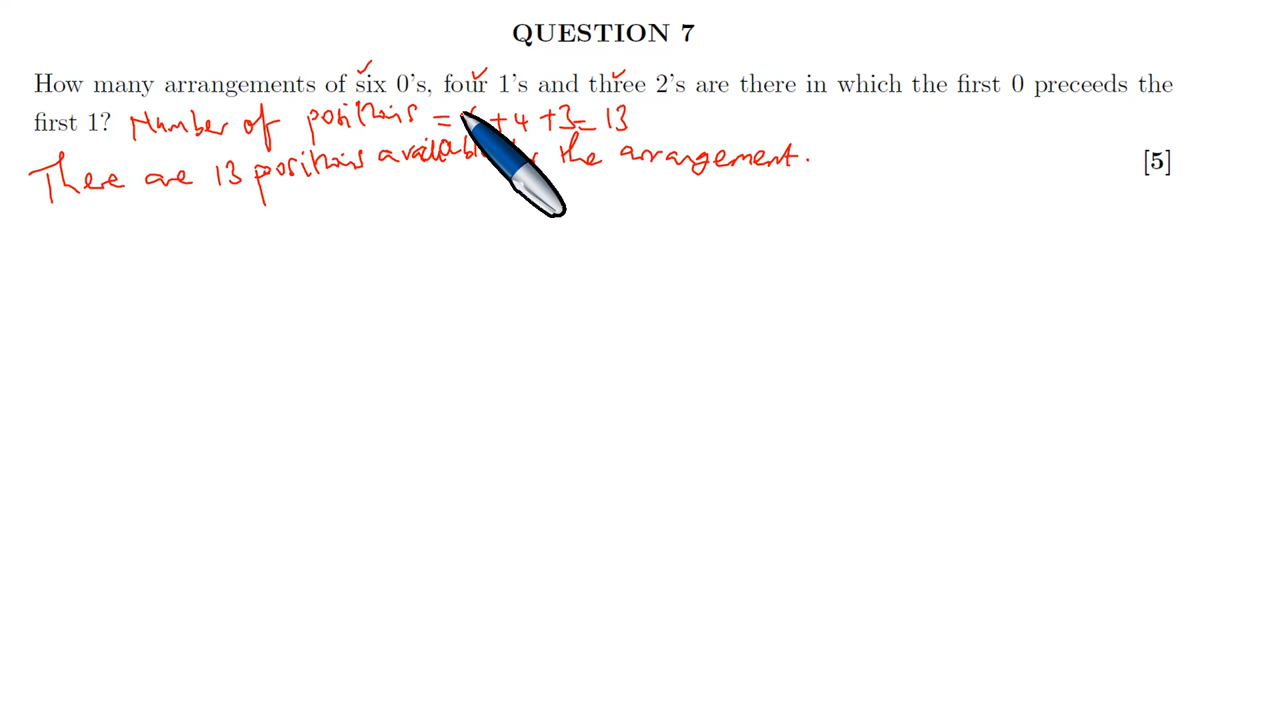 QUESTION 7
How many arrangements of six 0's, four 1's and three 2's are there in which the first 0 preceeds the
first 1? Number of positions = + 4 + 3 = 13
There are 13 positions the arrangement.
[5]